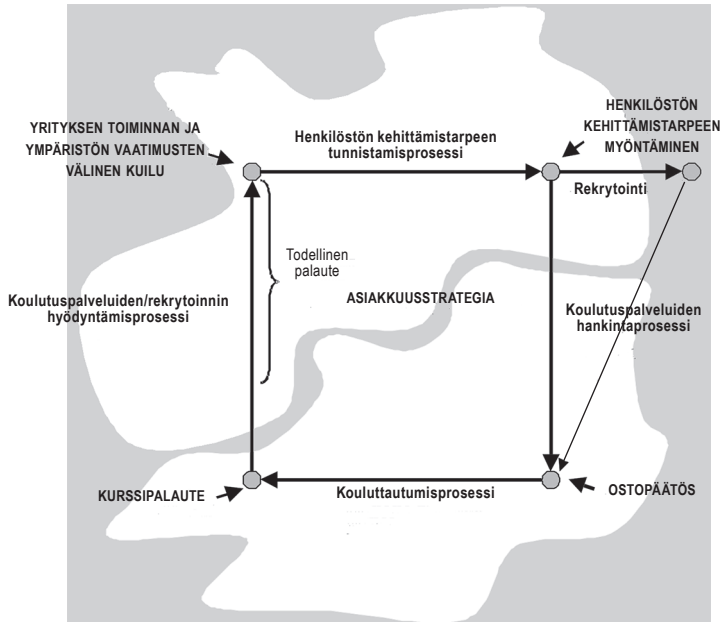 YRITYKSEN TOIMINNAN JA
YMPÄRISTÖN VAATIMUSTEN
VÄLINEN KUILU
Henkilöstön kehittämistarpeen
tunnistamisprosessi
HENKILÖSTÖN
KEHITTÄMISTARPEEN
MYÖNTÄMINEN
Rekrytointi
Todellinen
palaute
ASIAKKUUSSTRATEGIA
Koulutuspalveluiden/rekrytoinnin
hyödyntämisprosessi
Koulutuspalveluiden
hankintaprosessi
KURSSIPALAUTE
Kouluttautumisprosessi
OSTOPÄÄTÖS